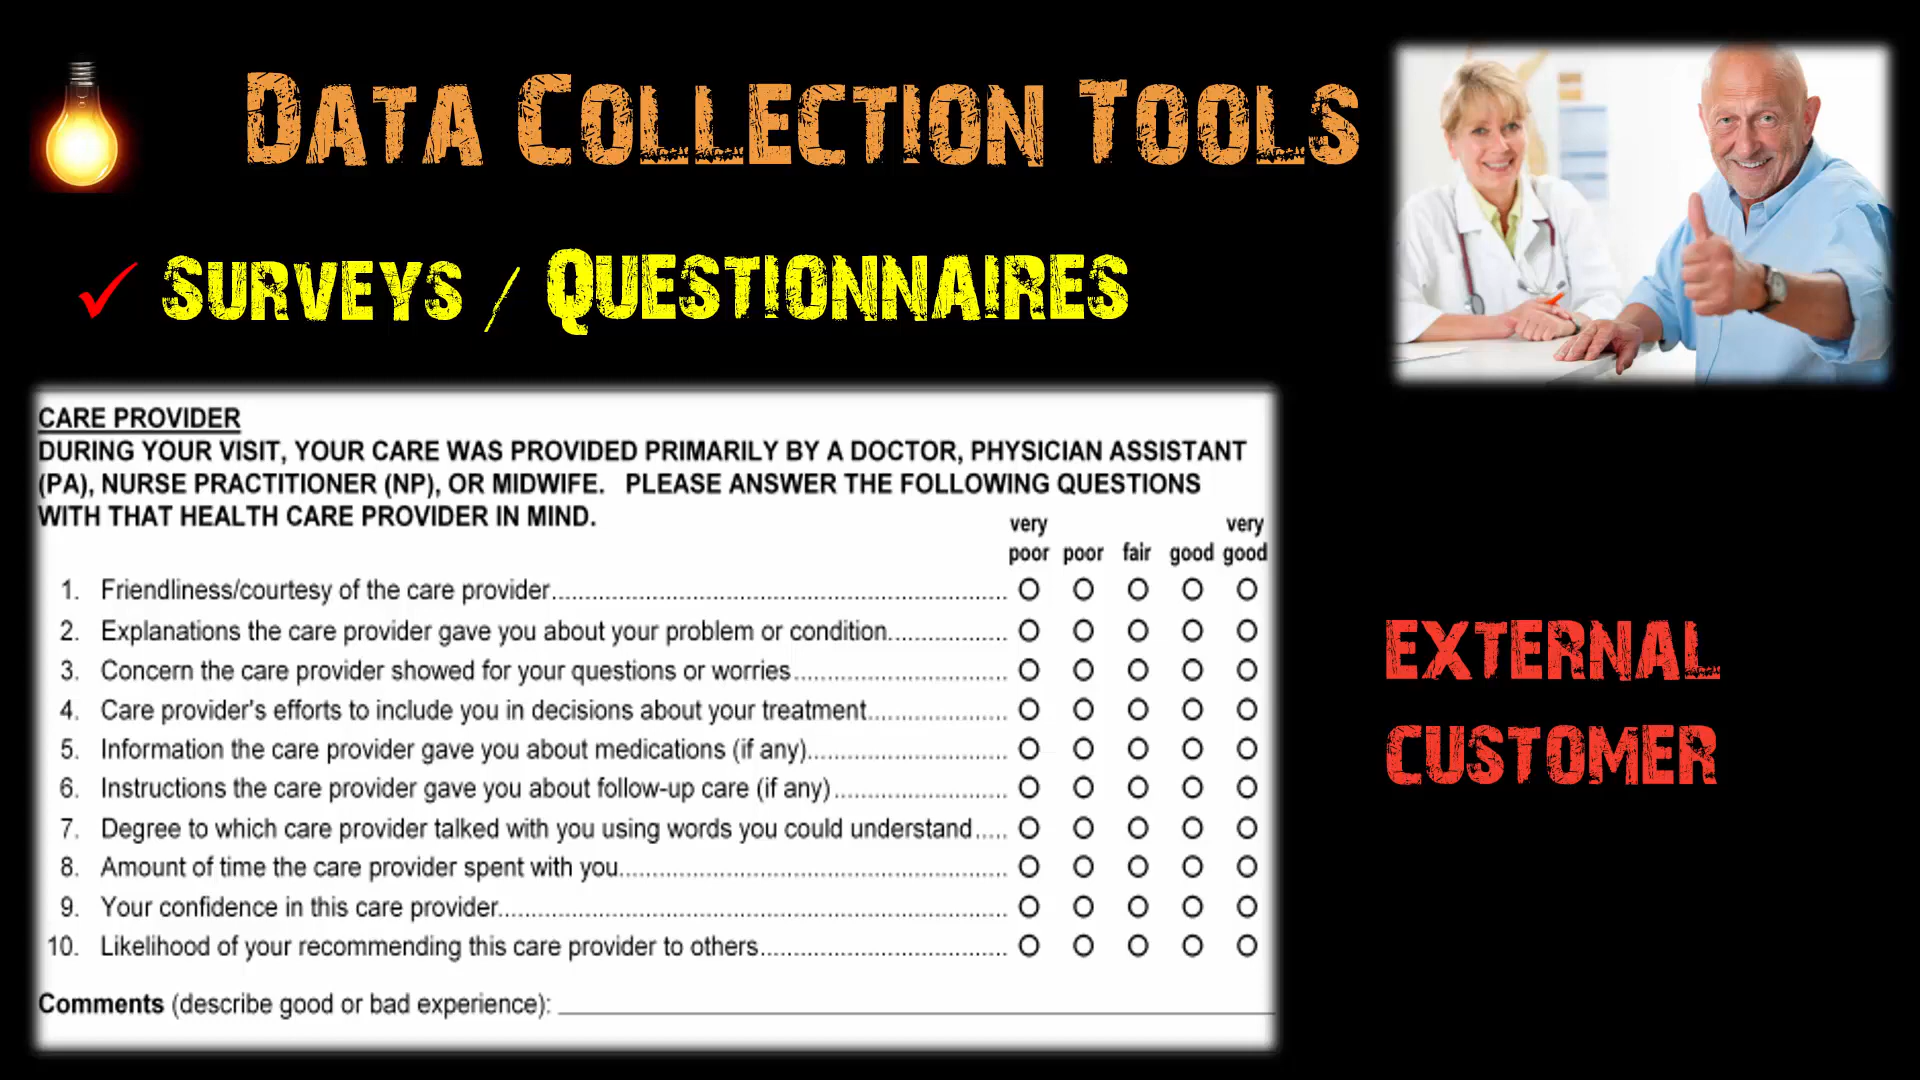 Data Collection Tools
Surveys / Questionnaires
CARE PROVIDER
DURING YOUR VISIT, YOUR CARE WAS PROVIDED PRIMARILY BY A DOCTOR, PHYSICIAN ASSISTANT
(PA), NURSE PRACTITIONER (NP), OR MIDWIFE. PLEASE ANSWER THE FOLLOWING QUESTIONS
WITH THAT HEALTH CARE PROVIDER IN MIND.
very very
poor poor fair good good
1. Friendliness/courtesy of the care provider
2. Explanations the care provider gave you about your problem or condition
3. Concern the care provider showed for your questions or worries
4. Care provider's efforts to include you in decisions about your treatment
5. Information the care provider gave you about medications (if any)
6. Instructions the care provider gave you about follow-up care (if any)
7. Degree to which care provider talked with you using words you could understand
8. Amount of time the care provider spent with you
9. Your confidence in this care provider
10. Likelihood of your recommending this care provider to others
Comments (describe good or bad experience):
EXTERNAL
CUSTOMER